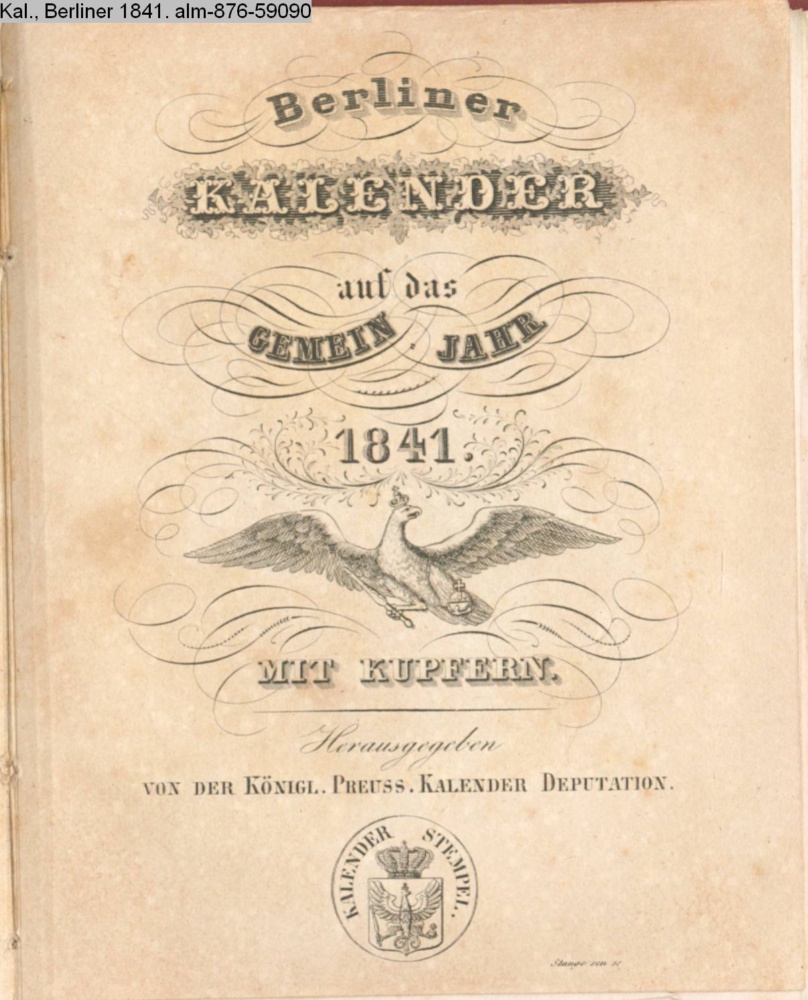 Kal., Berliner 1841. alm-876-59090
Berliner
KALENDER
auf das
GEMEIN JAHR
1841.
MIT KUPFERN.
Herausgegeben
VON DER KÖNIGL. PREUSS. KALENDER DEPUTATION.
KALENDER STEMPEL.
Stange